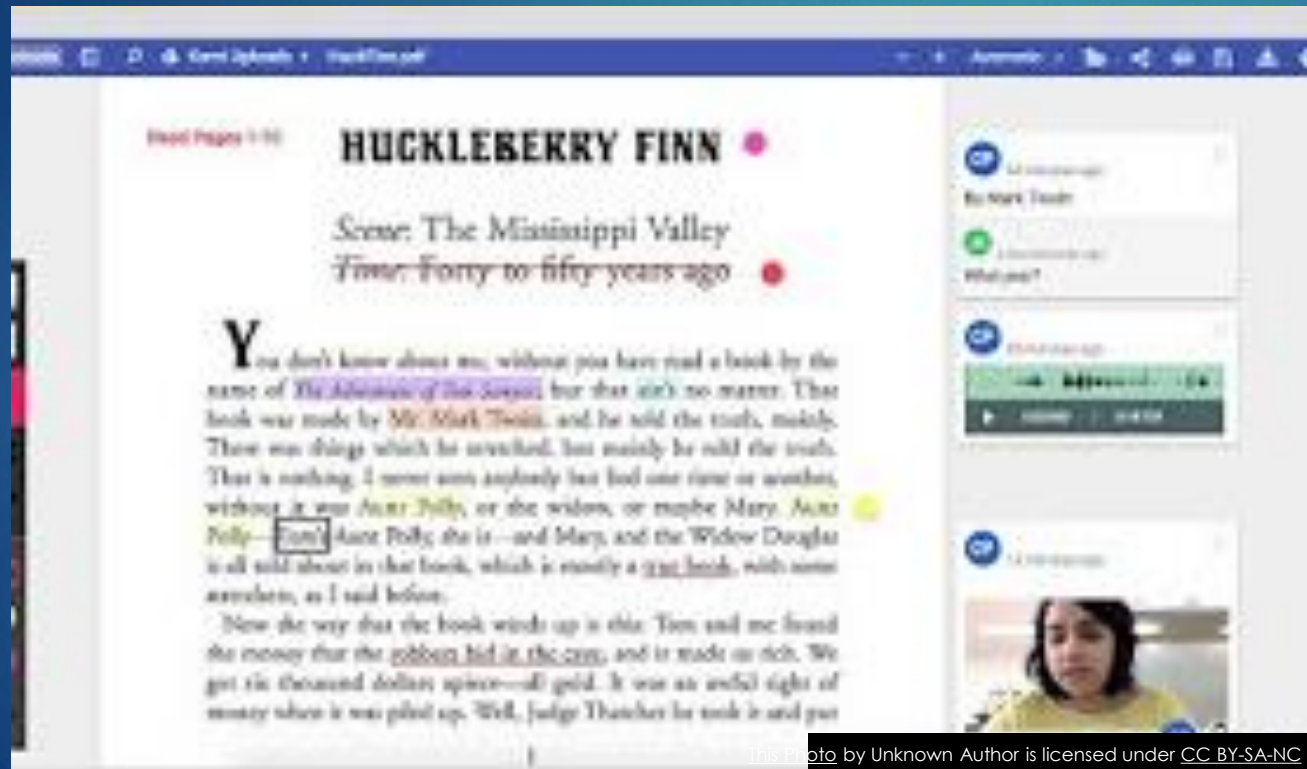 Kami Uploads HuckFinn.pdf Automatic
Read Pages
HUCKLEBERRY FINN
Scene: The Mississippi Valley
Time: Forty to fifty years ago
You don't know about me, without you have read a book by the
name of The Adventures of Tom Sawyer, but that ain't no matter. That
book was made by Mr. Mark Twain, and he told the truth, mainly.
There was things which he stretched, but mainly he told the truth.
That is nothing. I never seen anybody but lied one time or another,
without it was Aunt Polly, or the widow, or maybe Mary. Aunt
Polly—Tom's Aunt Polly, she is—and Mary, and the Widow Douglas
is all told about in that book, which is mostly a true book, with some
stretchers, as I said before.
Now the way that the book winds up is this: Tom and me found
the money that the robbers hid in the cave, and it made us rich. We
got six thousand dollars apiece—all gold. It was an awful sight of
money when it was piled up. Well, Judge Thatcher he took it and put
CP
By Mark Twain
CP
CP
This Photo by Unknown Author is licensed under CC BY-SA-NC